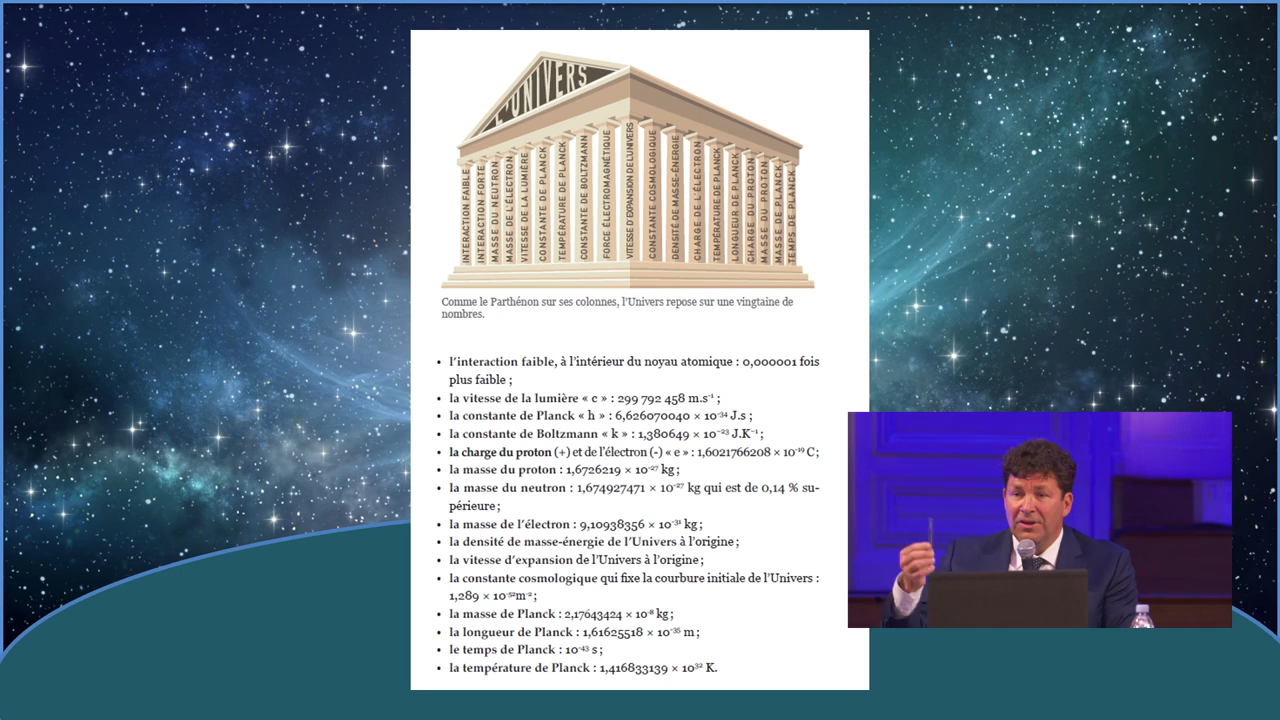 L'UNIVERS
INTERACTION FAIBLE
INTERACTION FORTE
MASSE DU NEUTRON
MASSE DE L'ÉLECTRON
VITESSE DE LA LUMIÈRE
CONSTANTE DE PLANCK
TEMPÉRATURE DE PLANCK
CONSTANTE DE BOLTZMANN
FORCE ÉLECTROMAGNÉTIQUE
VITESSE D'EXPANSION DE L'UNIVERS
CONSTANTE COSMOLOGIQUE
DENSITÉ DE MASSE-ÉNERGIE
CHARGE DE L'ÉLECTRON
TEMPÉRATURE DE PLANCK
LONGUEUR DE PLANCK
CHARGE DU PROTON
MASSE DU PROTON
MASSE DE PLANCK
TEMPS DE PLANCK
Comme le Parthénon sur ses colonnes, l'Univers repose sur une vingtaine de
nombres.
• l'interaction faible, à l'intérieur du noyau atomique : 0,000001 fois
plus faible ;
• la vitesse de la lumière « c » : 299 792 458 m.s⁻¹ ;
• la constante de Planck « h » : 6,626070040 × 10⁻³⁴ J.s ;
• la constante de Boltzmann « k » : 1,380649 × 10⁻²³ J.K⁻¹ ;
• la charge du proton (+) et de l'électron (-) « e » : 1,6021766208 × 10⁻¹⁹ C ;
• la masse du proton : 1,6726219 × 10⁻²⁷ kg ;
• la masse du neutron : 1,674927471 × 10⁻²⁷ kg qui est de 0,14 % su-
périeure ;
• la masse de l'électron : 9,10938356 × 10⁻³¹ kg ;
• la densité de masse-énergie de l'Univers à l'origine ;
• la vitesse d'expansion de l'Univers à l'origine ;
• la constante cosmologique qui fixe la courbure initiale de l'Univers :
1,289 × 10⁻⁵²m⁻² ;
• la masse de Planck : 2,17643424 × 10⁻⁸ kg ;
• la longueur de Planck : 1,61625518 × 10⁻³⁵ m ;
• le temps de Planck : 10⁻⁴³ s ;
• la température de Planck : 1,416833139 × 10³² K.